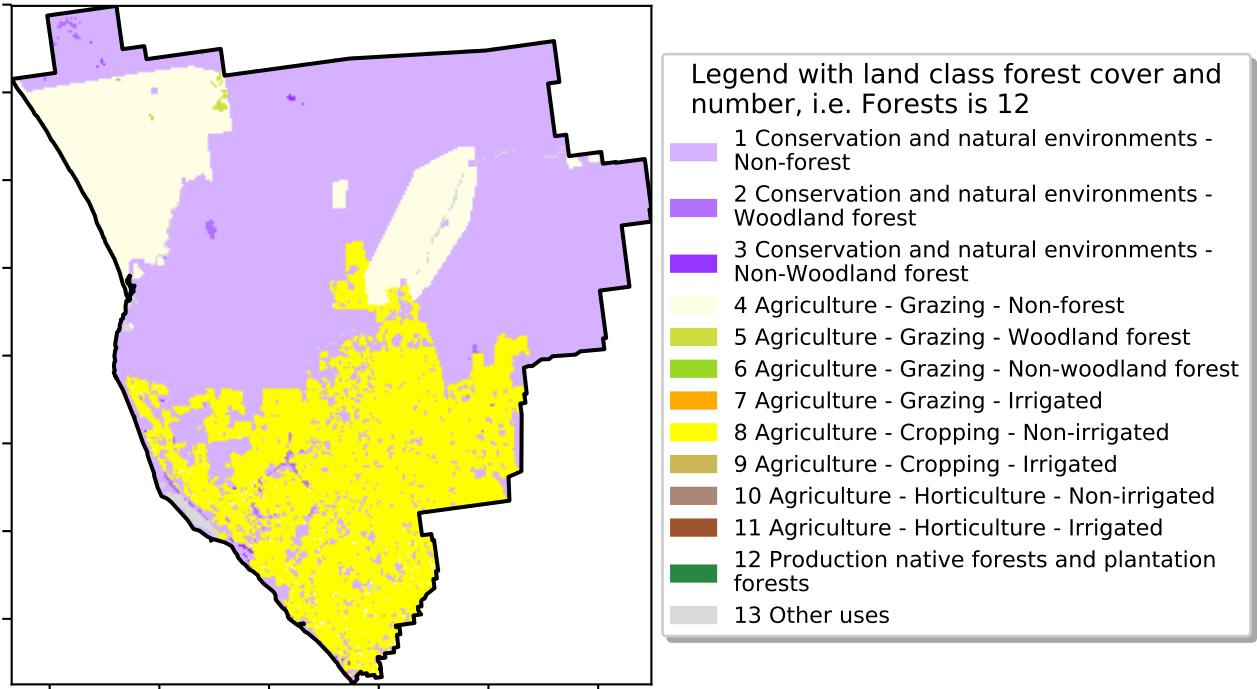 Legend with land class forest cover and
number, i.e. Forests is 12
1 Conservation and natural environments -
Non-forest
2 Conservation and natural environments -
Woodland forest
3 Conservation and natural environments -
Non-Woodland forest
4 Agriculture - Grazing - Non-forest
5 Agriculture - Grazing - Woodland forest
6 Agriculture - Grazing - Non-woodland forest
7 Agriculture - Grazing - Irrigated
8 Agriculture - Cropping - Non-irrigated
9 Agriculture - Cropping - Irrigated
10 Agriculture - Horticulture - Non-irrigated
11 Agriculture - Horticulture - Irrigated
12 Production native forests and plantation
forests
13 Other uses